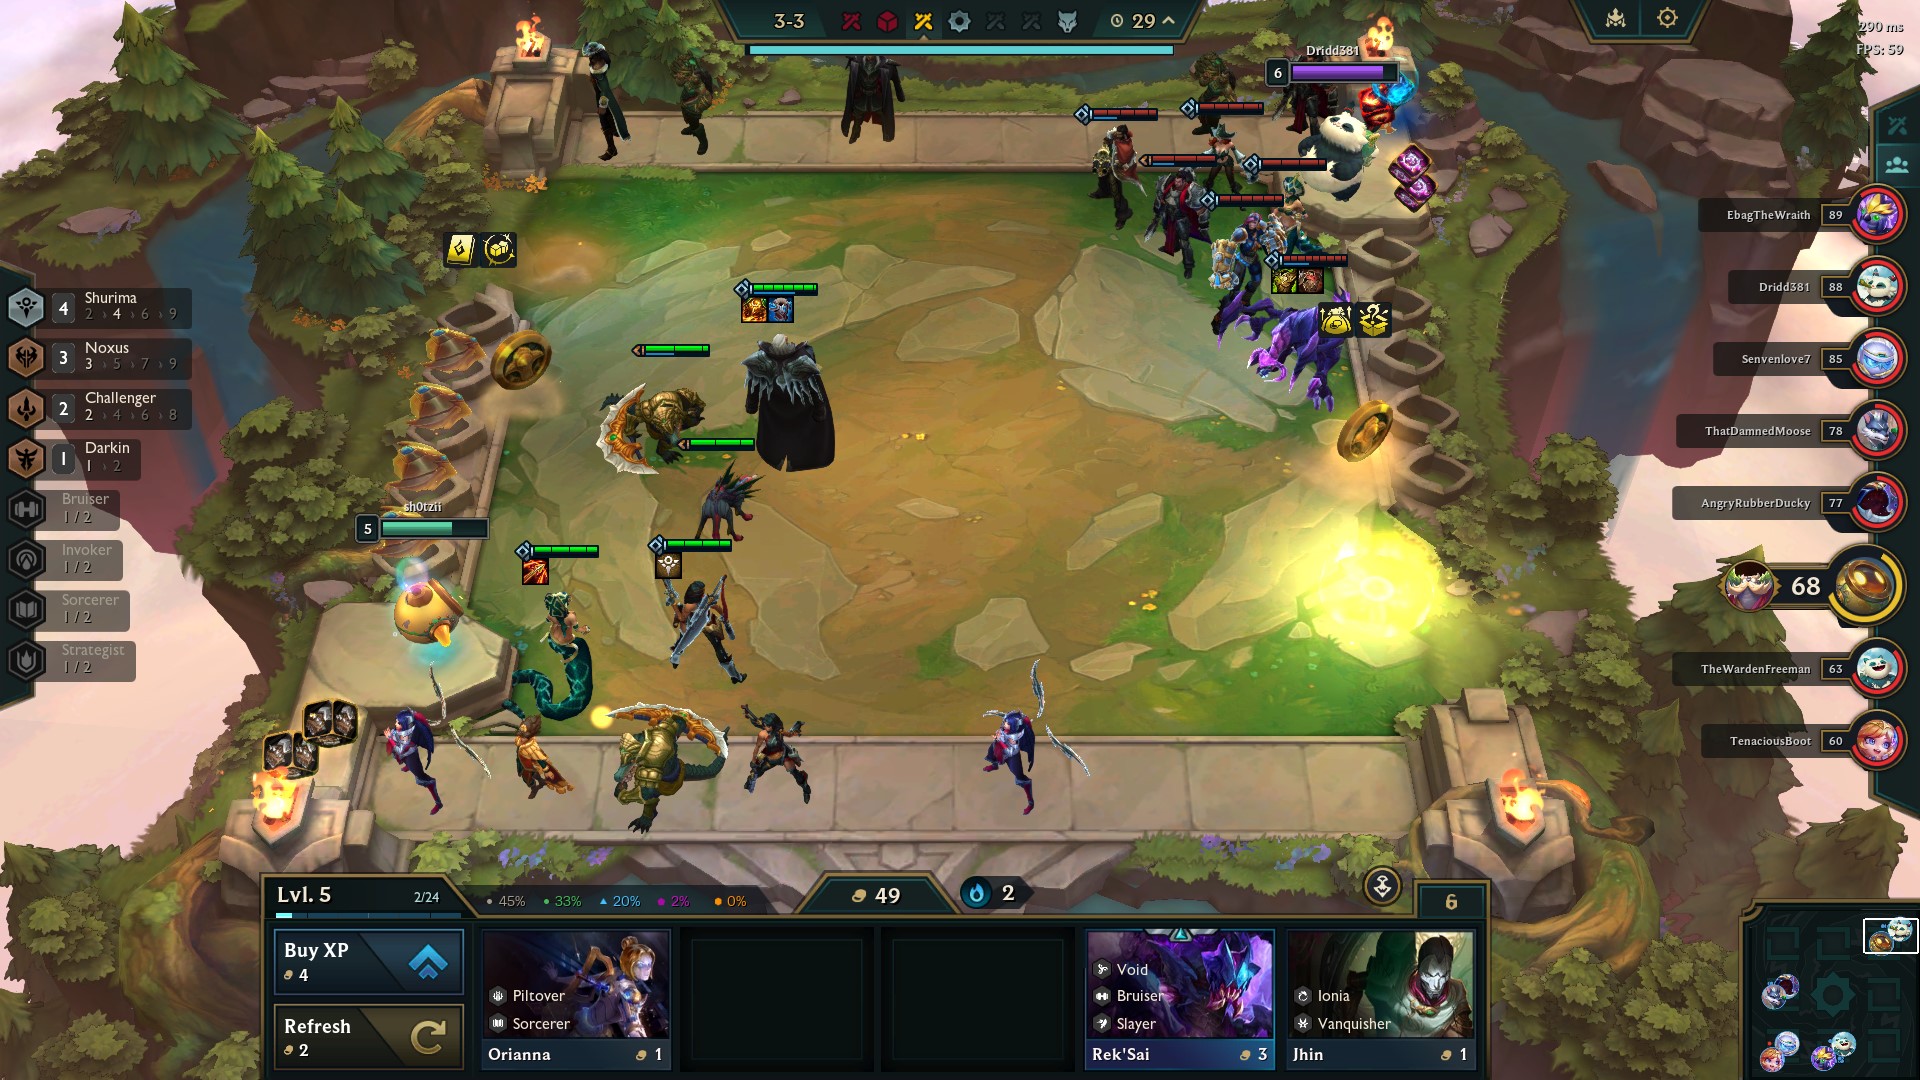 3-3
29
290 ms
FPS: 59
Dridd381
6
EbagTheWraith 89
Dridd381 88
Senvenlove7 85
ThatDamnedMoose 78
AngryRubberDucky 77
68
TheWardenFreeman 63
TenaciousBoot 60
4 Shurima
2 › 4 › 6 › 9
3 Noxus
3 › 5 › 7 › 9
2 Challenger
2 › 4 › 6 › 8
1 Darkin
1 › 2
Bruiser
1 / 2
Invoker
1 / 2
Sorcerer
1 / 2
Strategist
1 / 2
sh0tzii
5
Lvl. 5
2/24
45% 33% 20% 2% 0%
49
2
6
Buy XP
4
Refresh
2
Piltover
Sorcerer
Orianna 1
Void
Bruiser
Slayer
Rek'Sai 3
Ionia
Vanquisher
Jhin 1